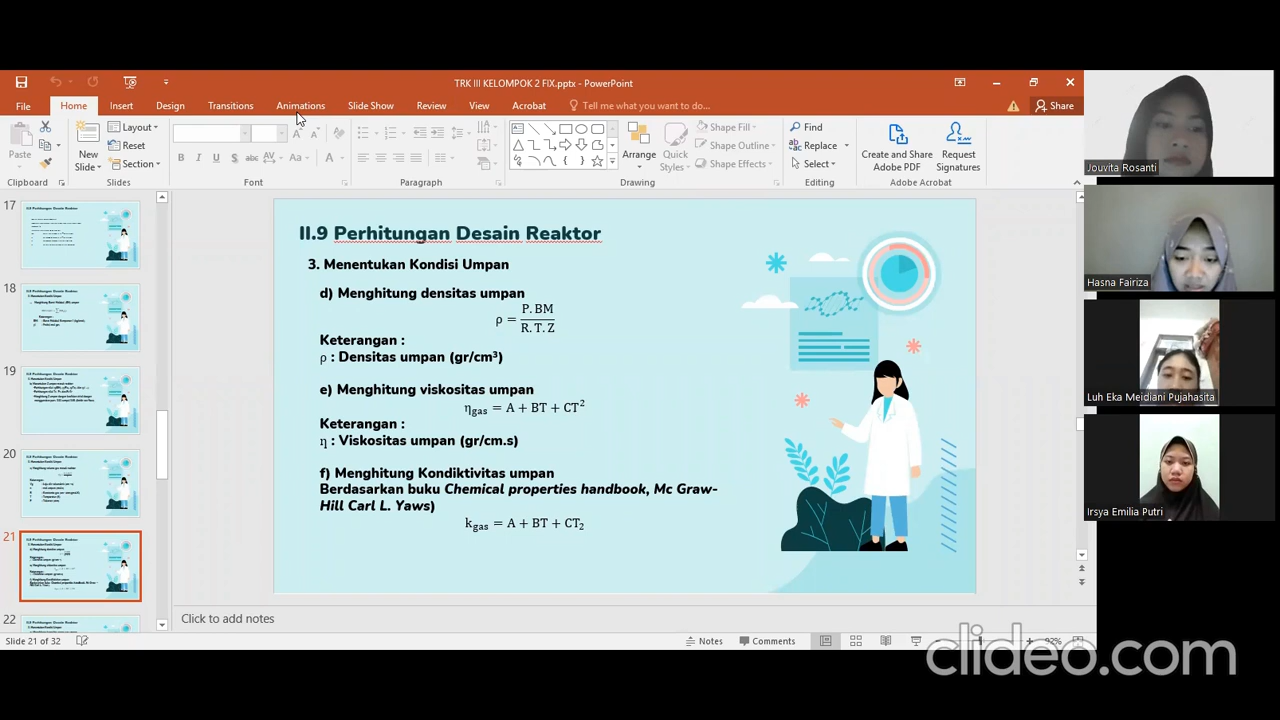 TRK III KELOMPOK 2 FIX.pptx - PowerPoint
File Home Insert Design Transitions Animations Slide Show Review View Acrobat Tell me what you want to do... Share
Paste
New Slide
Layout
Reset
Section
Arrange
Quick Styles
Shape Fill
Shape Outline
Shape Effects
Find
Replace
Select
Create and Share Adobe PDF
Request Signatures
Clipboard Slides Font Paragraph Drawing Editing Adobe Acrobat
17
18
19
20
21
22
II.9 Perhitungan Desain Reaktor
3. Menentukan Kondisi Umpan
d) Menghitung densitas umpan
ρ = P. BM / R. T. Z
Keterangan :
ρ : Densitas umpan (gr/cm³)
e) Menghitung viskositas umpan
η_gas = A + BT + CT²
Keterangan :
η : Viskositas umpan (gr/cm.s)
f) Menghitung Kondiktivitas umpan
Berdasarkan buku Chemical properties handbook, Mc Graw-
Hill Carl L. Yaws)
k_gas = A + BT + CT₂
Click to add notes
Slide 21 of 32
Notes Comments
92%
Jouvita Rosanti
Hasna Fairiza
Luh Eka Meidiani Pujahasita
Irsya Emilia Putri
clideo.com